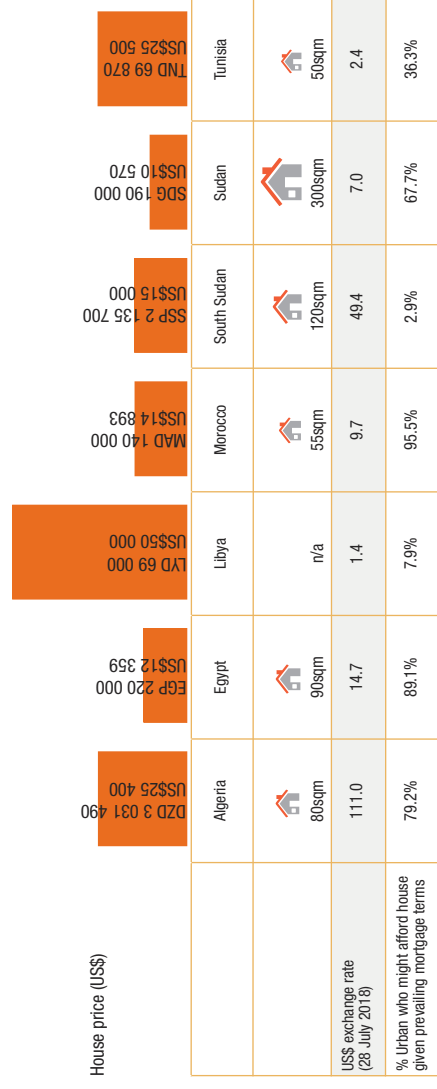 House price (US$)
DZD 3 031 490
US$25 400
EGP 220 000
US$12 359
LYD 69 000
US$50 000
MAD 140 000
US$14 893
SSP 2 135 700
US$15 000
SDG 190 000
US$10 570
TND 69 870
US$25 500
Algeria
Egypt
Libya
Morocco
South Sudan
Sudan
Tunisia
80sqm
90sqm
n/a
55sqm
120sqm
300sqm
50sqm
US$ exchange rate
(28 July 2018)
111.0
14.7
1.4
9.7
49.4
7.0
2.4
% Urban who might afford house
given prevailing mortgage terms
79.2%
89.1%
7.9%
95.5%
2.9%
67.7%
36.3%